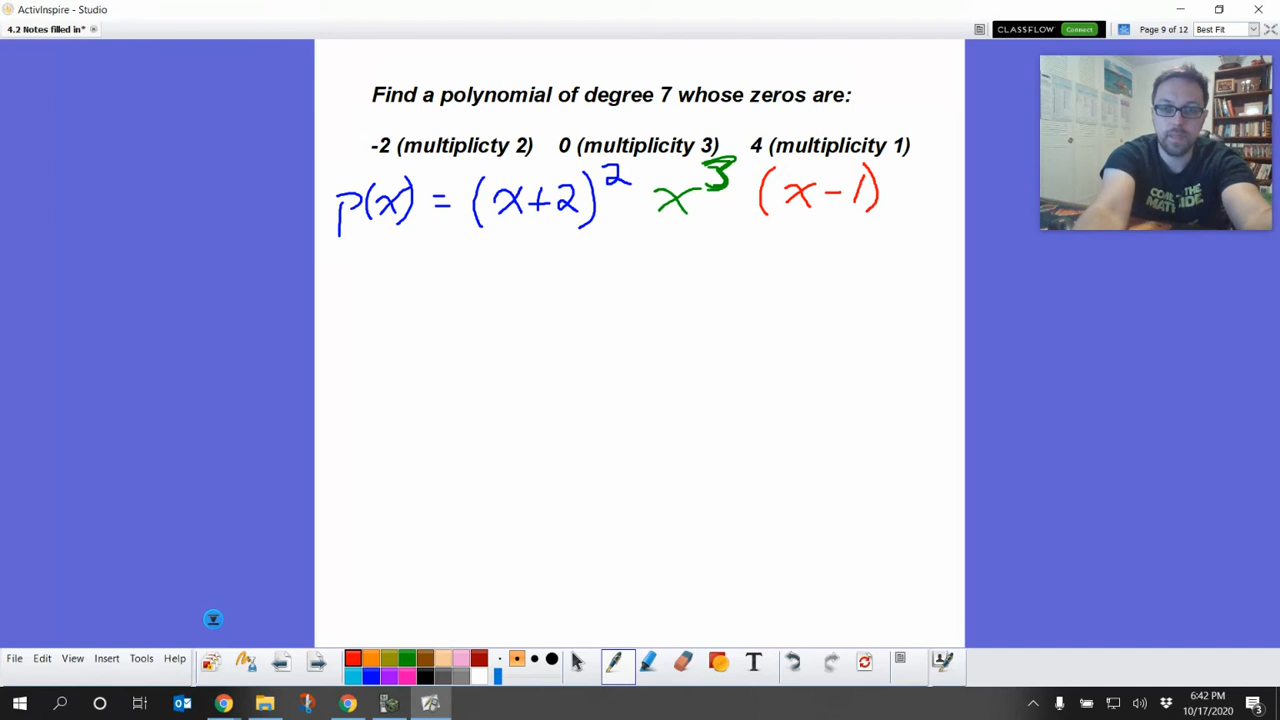 ActivInspire - Studio
4.2 Notes filled in*
CLASSFLOW Connect Page 9 of 12 Best Fit
Find a polynomial of degree 7 whose zeros are:
-2 (multiplicty 2) 0 (multiplicity 3) 4 (multiplicity 1)
p(x) = (x+2)² x³ (x-1)
File Edit View Insert Tools Help
6:42 PM
10/17/2020
3